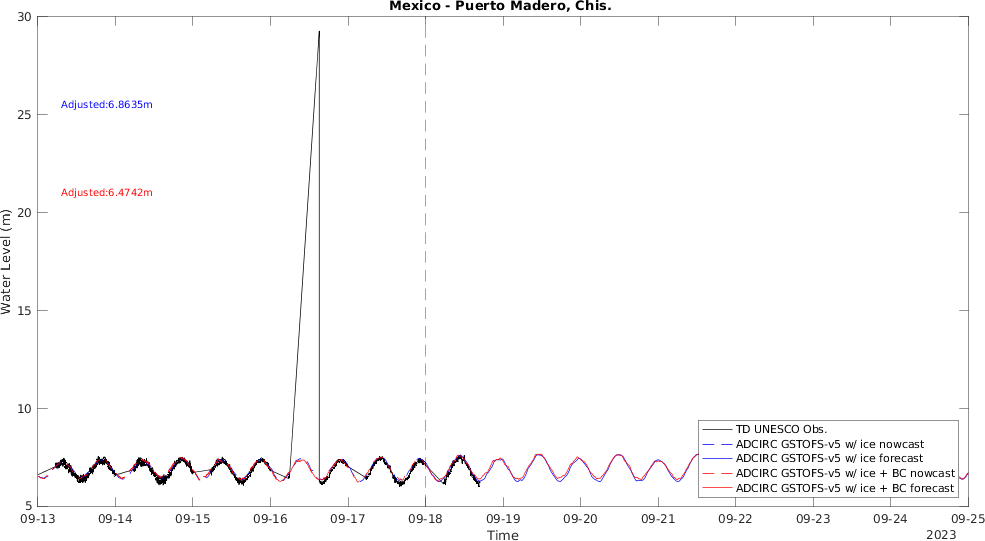 Mexico - Puerto Madero, Chis.
30
25
20
15
10
5
Water Level (m)
Adjusted:6.8635m
Adjusted:6.4742m
TD UNESCO Obs.
ADCIRC GSTOFS-v5 w/ ice nowcast
ADCIRC GSTOFS-v5 w/ ice forecast
ADCIRC GSTOFS-v5 w/ ice + BC nowcast
ADCIRC GSTOFS-v5 w/ ice + BC forecast
09-13 09-14 09-15 09-16 09-17 09-18 09-19 09-20 09-21 09-22 09-23 09-24 09-25
Time
2023